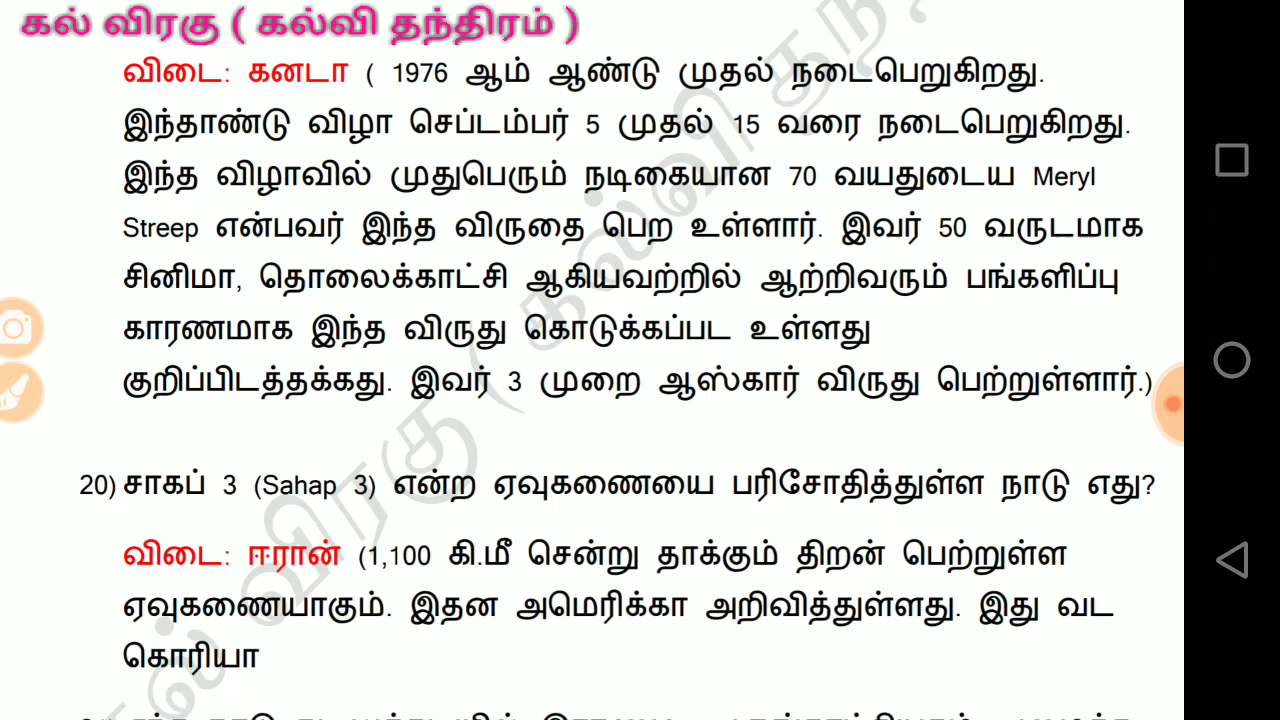 கல் விரகு ( கல்வி தந்திரம் )
விடை: கனடா ( 1976 ஆம் ஆண்டு முதல் நடைபெறுகிறது.
இந்தாண்டு விழா செப்டம்பர் 5 முதல் 15 வரை நடைபெறுகிறது.
இந்த விழாவில் முதுபெரும் நடிகையான 70 வயதுடைய Meryl
Streep என்பவர் இந்த விருதை பெற உள்ளார். இவர் 50 வருடமாக
சினிமா, தொலைக்காட்சி ஆகியவற்றில் ஆற்றிவரும் பங்களிப்பு
காரணமாக இந்த விருது கொடுக்கப்பட உள்ளது
குறிப்பிடத்தக்கது. இவர் 3 முறை ஆஸ்கார் விருது பெற்றுள்ளார்.)
20) சாகப் 3 (Sahap 3) என்ற ஏவுகணையை பரிசோதித்துள்ள நாடு எது?
விடை: ஈரான் (1,100 கி.மீ சென்று தாக்கும் திறன் பெற்றுள்ள
ஏவுகணையாகும். இதன அமெரிக்கா அறிவித்துள்ளது. இது வட
கொரியா